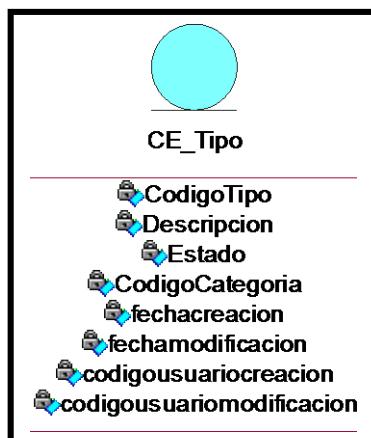 CE_Tipo
CodigoTipo
Descripcion
Estado
CodigoCategoria
fechacreacion
fechamodificacion
codigousuariocreacion
codigousuariomodificacion